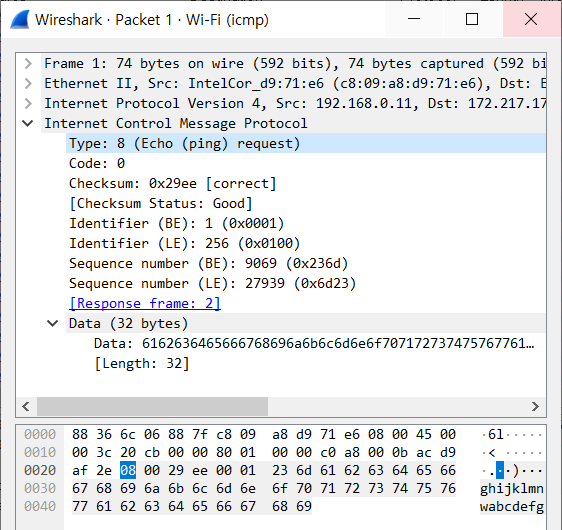 Wireshark · Packet 1 · Wi-Fi (icmp)
Frame 1: 74 bytes on wire (592 bits), 74 bytes captured (592 bi
Ethernet II, Src: IntelCor_d9:71:e6 (c8:09:a8:d9:71:e6), Dst: E
Internet Protocol Version 4, Src: 192.168.0.11, Dst: 172.217.17
Internet Control Message Protocol
Type: 8 (Echo (ping) request)
Code: 0
Checksum: 0x29ee [correct]
[Checksum Status: Good]
Identifier (BE): 1 (0x0001)
Identifier (LE): 256 (0x0100)
Sequence number (BE): 9069 (0x236d)
Sequence number (LE): 27939 (0x6d23)
[Response frame: 2]
Data (32 bytes)
Data: 6162636465666768696a6b6c6d6e6f707172737475767761…
[Length: 32]
0000 88 36 6c 06 88 7f c8 09 a8 d9 71 e6 08 00 45 00 ·6l·····
0010 00 3c 20 cb 00 00 80 01 00 00 c0 a8 00 0b ac d9 ·< ·····
0020 af 2e 08 00 29 ee 00 01 23 6d 61 62 63 64 65 66 ·.··)···
0030 67 68 69 6a 6b 6c 6d 6e 6f 70 71 72 73 74 75 76 ghijklmn
0040 77 61 62 63 64 65 66 67 68 69 wabcdefg